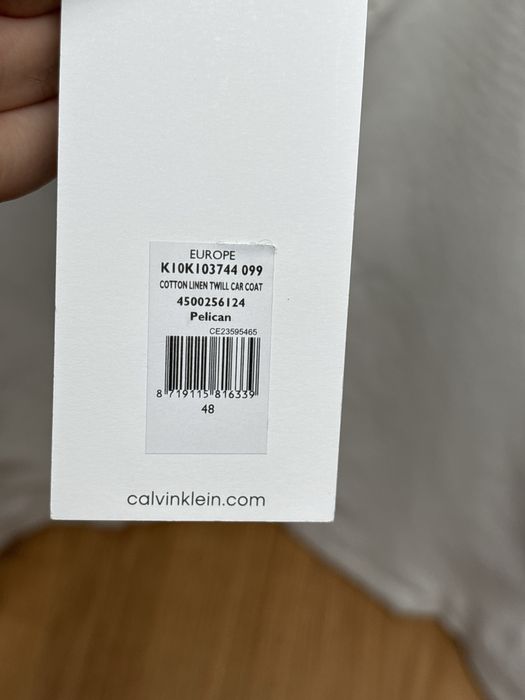 EUROPE
K10K103744 099
COTTON LINEN TWILL CAR COAT
4500256124
Pelican
CE23595465
8 719115 816339
48
calvinklein.com